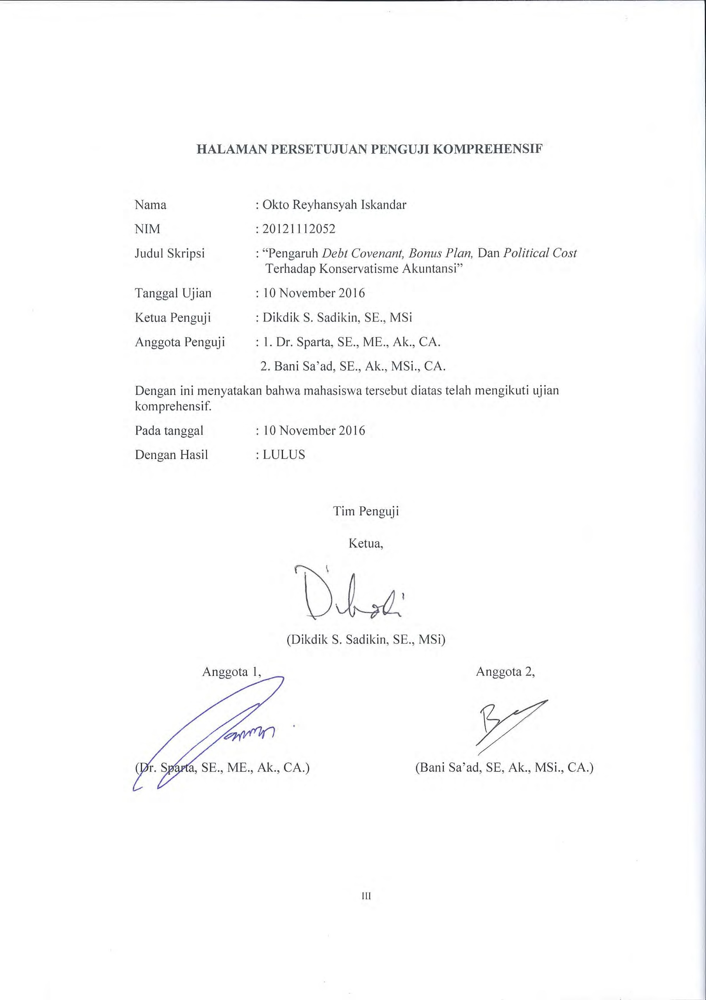 HALAMAN PERSETUJUAN PENGUJI KOMPREHENSIF
Nama : Okto Reyhansyah Iskandar
NIM : 20121112052
Judul Skripsi : “Pengaruh Debt Covenant, Bonus Plan, Dan Political Cost
Terhadap Konservatisme Akuntansi”
Tanggal Ujian : 10 November 2016
Ketua Penguji : Dikdik S. Sadikin, SE., MSi
Anggota Penguji : 1. Dr. Sparta, SE., ME., Ak., CA.
2. Bani Sa’ad, SE., Ak., MSi., CA.
Dengan ini menyatakan bahwa mahasiswa tersebut diatas telah mengikuti ujian
komprehensif.
Pada tanggal : 10 November 2016
Dengan Hasil : LULUS
Tim Penguji
Ketua,
(Dikdik S. Sadikin, SE., MSi)
Anggota 1, Anggota 2,
(Dr. Sparta, SE., ME., Ak., CA.) (Bani Sa’ad, SE, Ak., MSi., CA.)
III